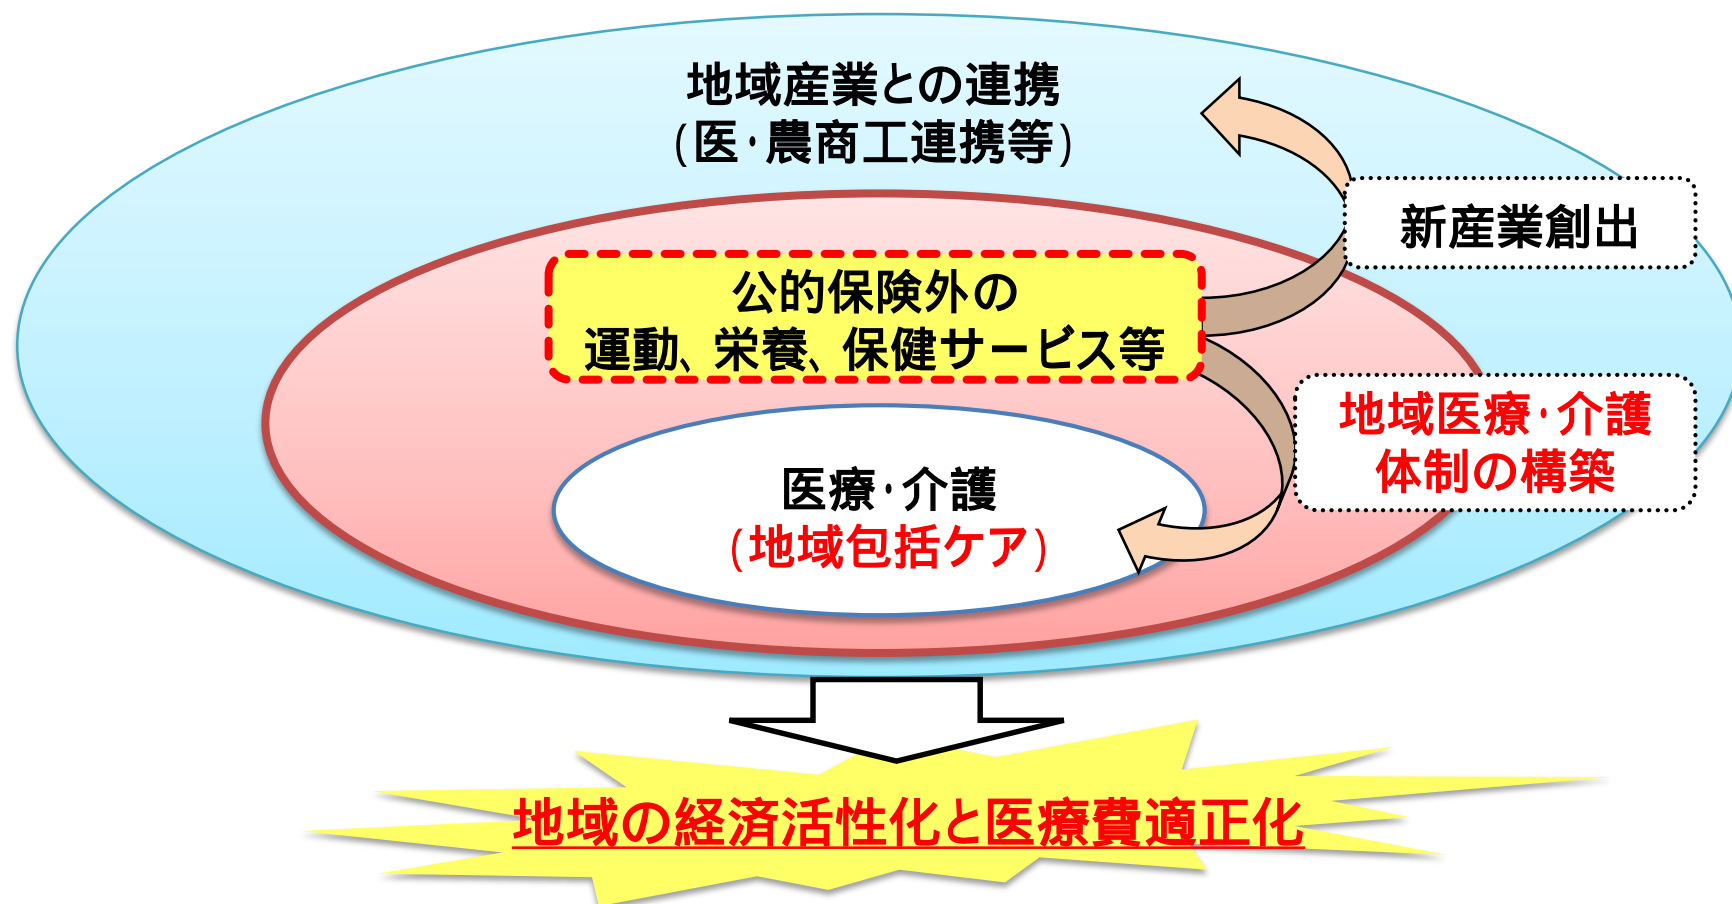 地域産業との連携
(医・農商工連携等)
新産業創出
公的保険外の
運動、栄養、保健サービス等
地域医療・介護
体制の構築
医療・介護
(地域包括ケア)
地域の経済活性化と医療費適正化